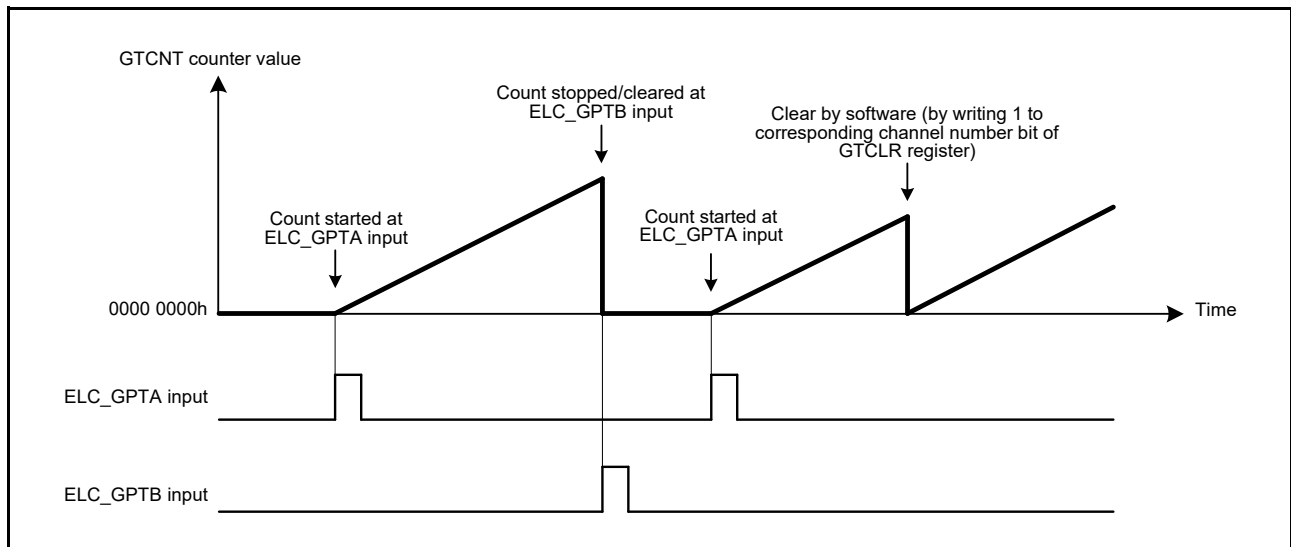 GTCNT counter value
Count stopped/cleared at
ELC_GPTB input
Clear by software (by writing 1 to
corresponding channel number bit of
GTCLR register)
Count started at
ELC_GPTA input
Count started at
ELC_GPTA input
0000 0000h
Time
ELC_GPTA input
ELC_GPTB input